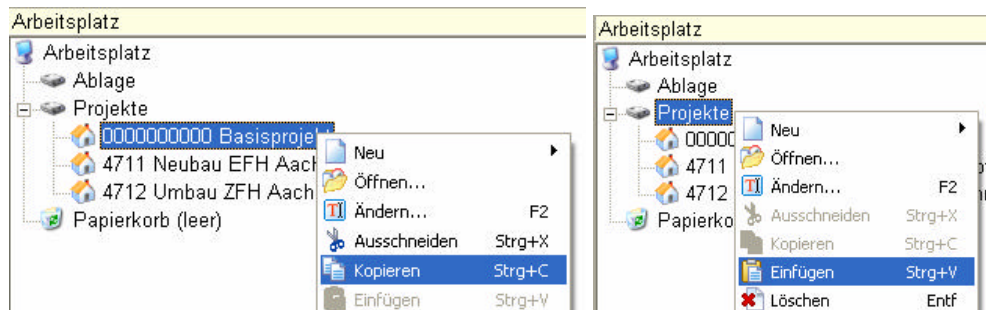 Arbeitsplatz
Arbeitsplatz
Ablage
Projekte
0000000000 Basisprojekt
4711 Neubau EFH Aach
4712 Umbau ZFH Aach
Papierkorb (leer)
Neu
Öffnen...
Ändern... F2
Ausschneiden Strg+X
Kopieren Strg+C
Einfügen Strg+V
Arbeitsplatz
Arbeitsplatz
Ablage
Projekte
0000
4711
4712
Papierko
Neu
Öffnen...
Ändern... F2
Ausschneiden Strg+X
Kopieren Strg+C
Einfügen Strg+V
Löschen Entf